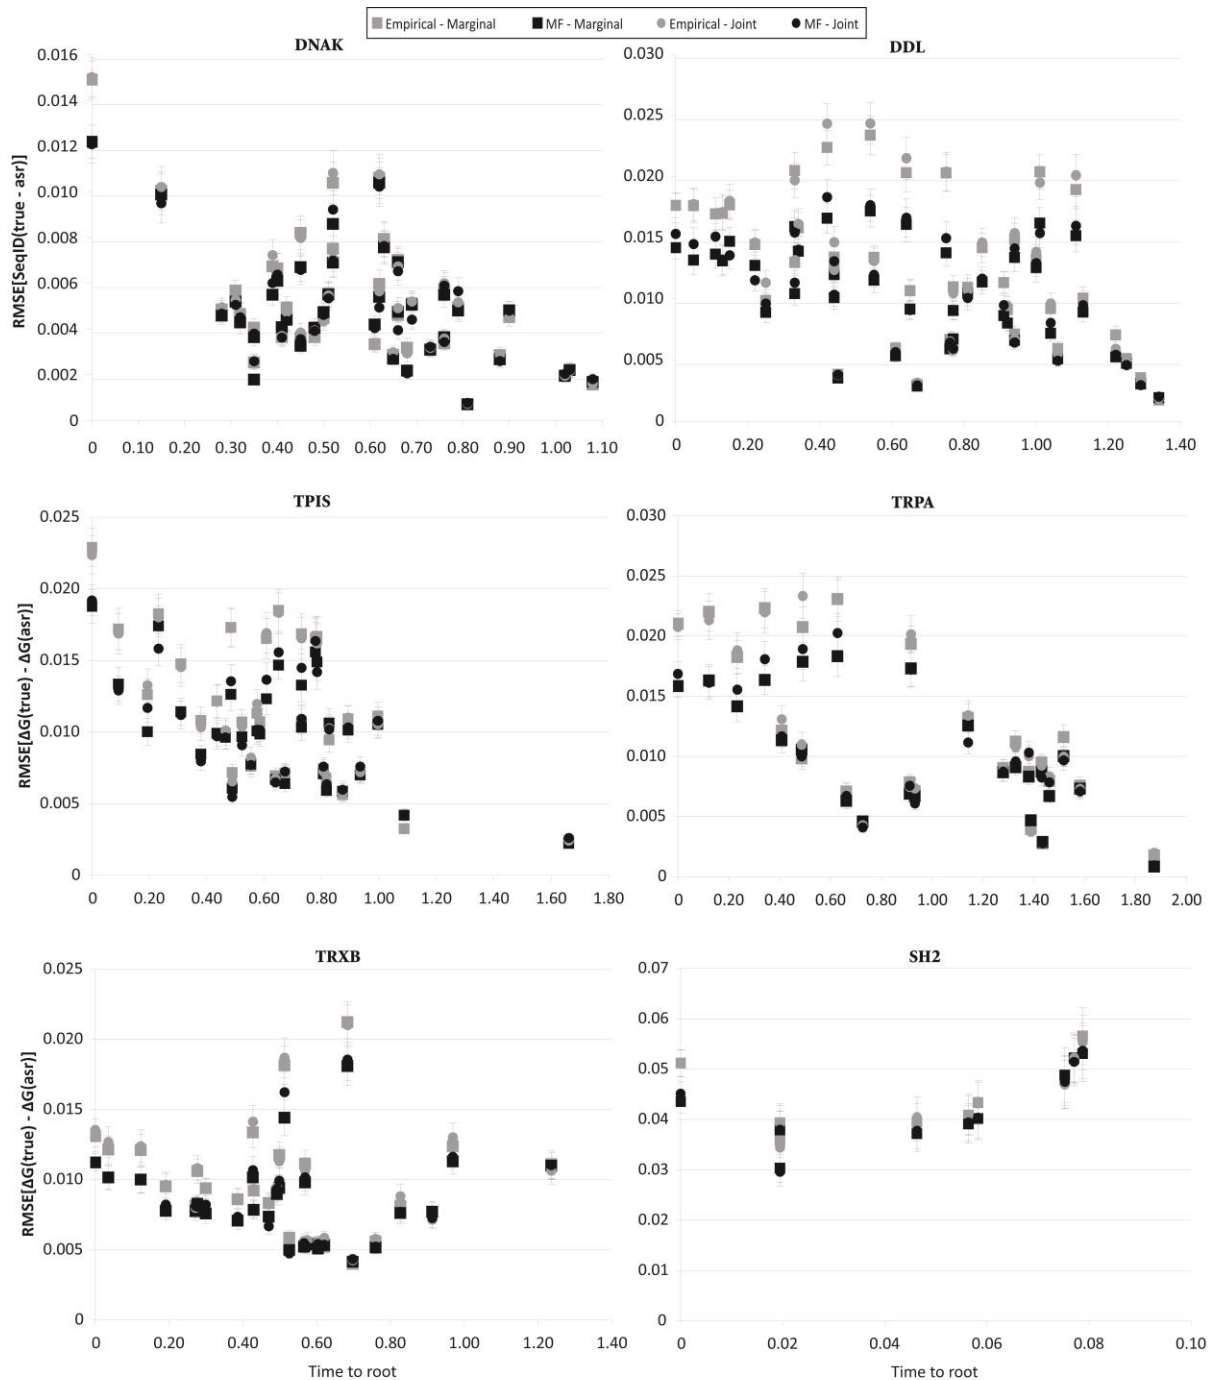 Empirical - Marginal MF - Marginal Empirical - Joint MF - Joint
DNAK
RMSE[SeqID(true - asr)]
0.016
0.014
0.012
0.010
0.008
0.006
0.004
0.002
0
0 0.10 0.20 0.30 0.40 0.50 0.60 0.70 0.80 0.90 1.00 1.10
DDL
0.030
0.025
0.020
0.015
0.010
0.005
0
0 0.20 0.40 0.60 0.80 1.00 1.20 1.40
TPIS
RMSE[ΔG(true) - ΔG(asr)]
0.025
0.020
0.015
0.010
0.005
0
0 0.20 0.40 0.60 0.80 1.00 1.20 1.40 1.60 1.80
TRPA
0.030
0.025
0.020
0.015
0.010
0.005
0
0 0.20 0.40 0.60 0.80 1.00 1.20 1.40 1.60 1.80 2.00
TRXB
RMSE[ΔG(true) - ΔG(asr)]
0.025
0.020
0.015
0.010
0.005
0
0 0.20 0.40 0.60 0.80 1.00 1.20 1.40
Time to root
SH2
0.07
0.06
0.05
0.04
0.03
0.02
0.01
0
0 0.02 0.04 0.06 0.08 0.10
Time to root